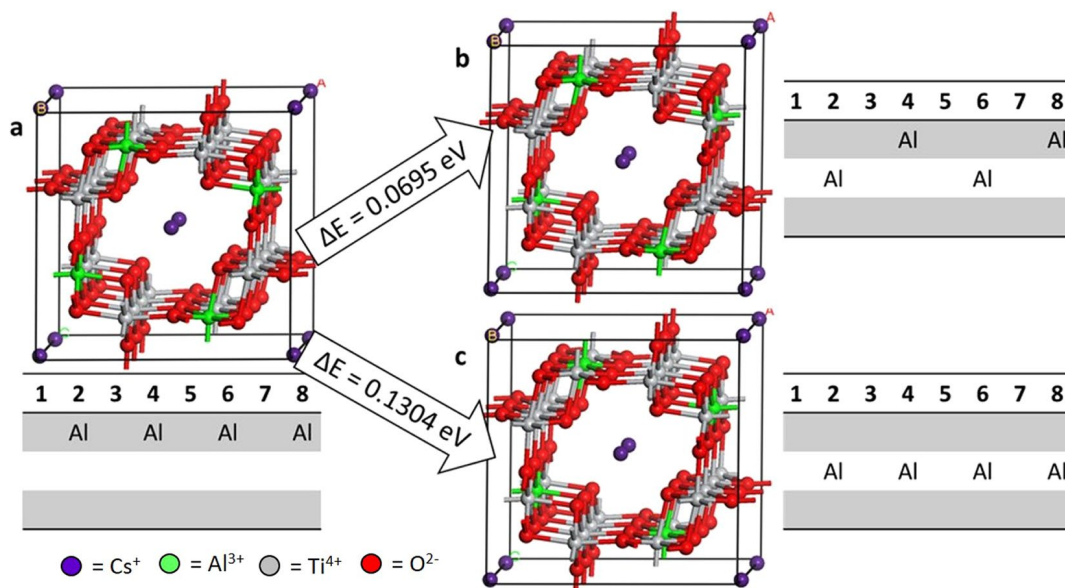 a
A
B
C
1 2 3 4 5 6 7 8
Al Al Al Al
ΔE = 0.0695 eV
ΔE = 0.1304 eV
b
A
B
C
1 2 3 4 5 6 7 8
Al Al
Al Al
c
A
B
C
1 2 3 4 5 6 7 8
Al Al Al Al
= Cs⁺ = Al³⁺ = Ti⁴⁺ = O²⁻